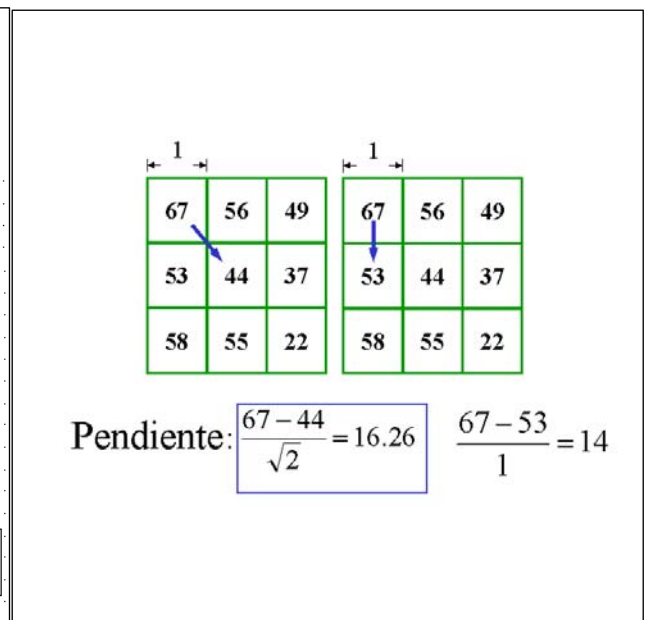 1 1
67 56 49 67 56 49
53 44 37 53 44 37
58 55 22 58 55 22
Pendiente: (67 − 44)/√2 = 16.26 (67 − 53)/1 = 14